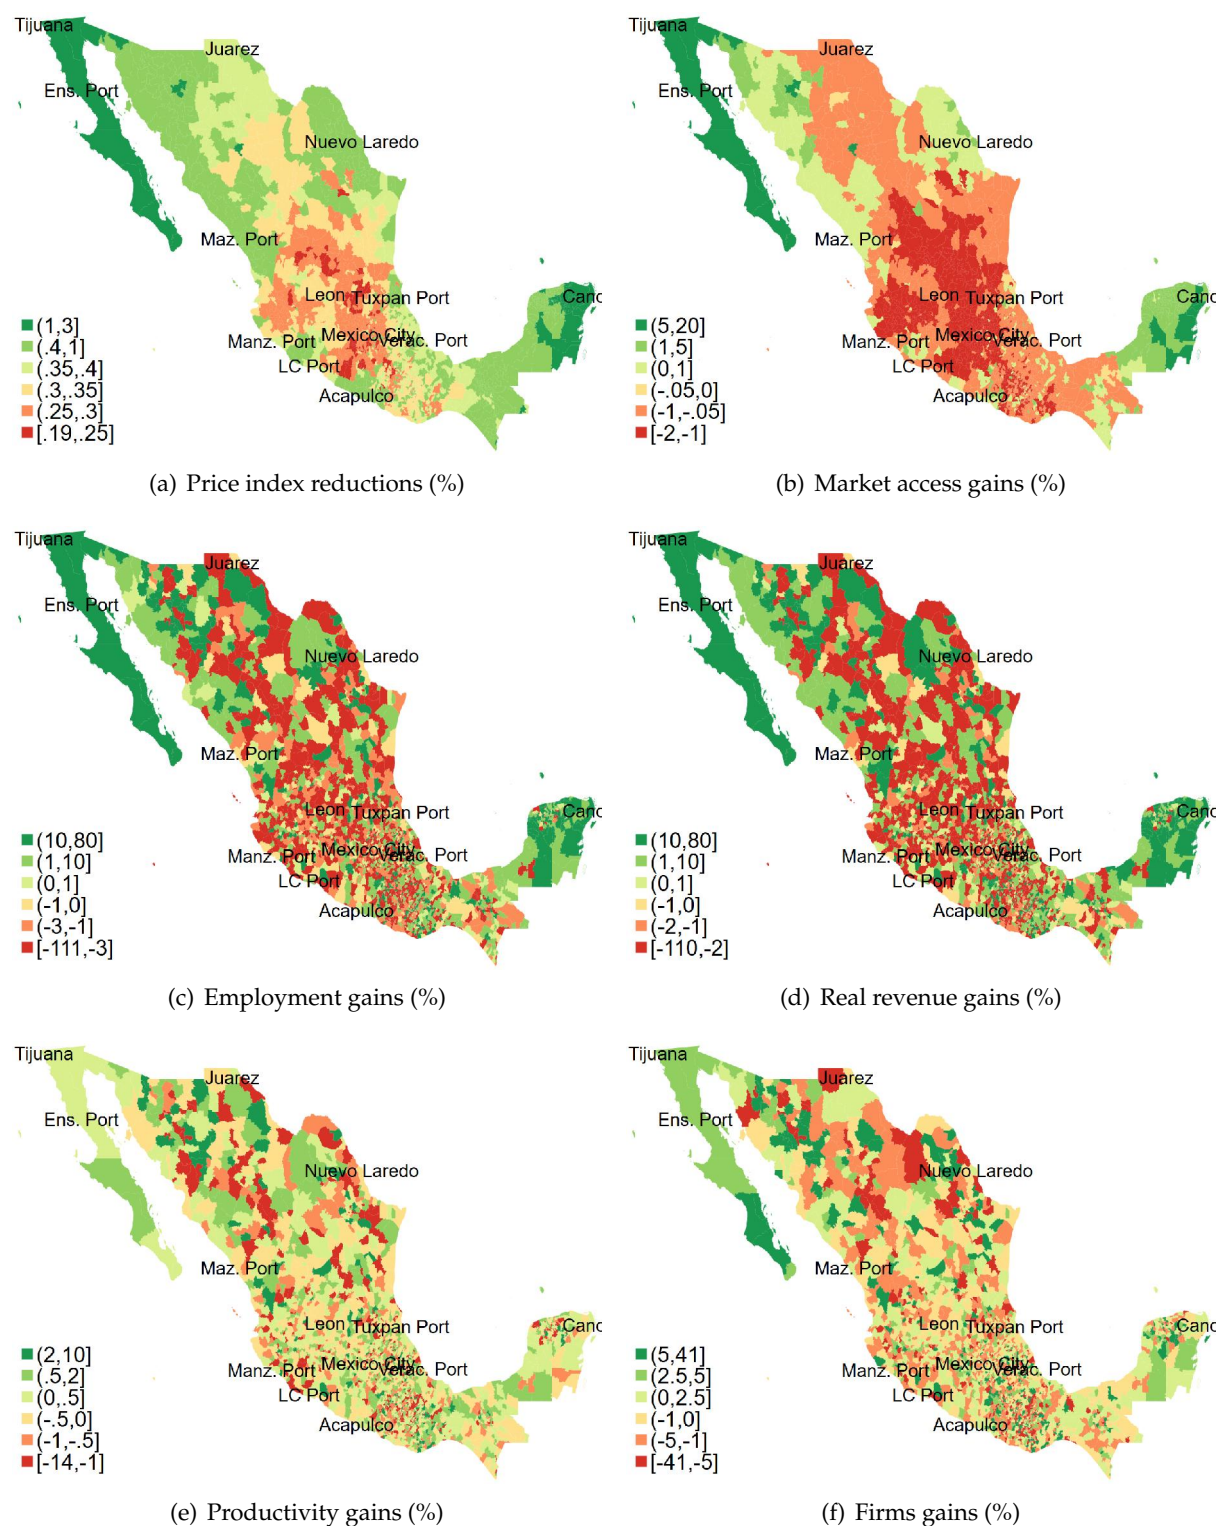 Tijuana
Juarez
Ens. Port
Nuevo Laredo
Maz. Port
Leon
Tuxpan Port
Canc
Manz. Port
Mexico City
Verac. Port
LC Port
Acapulco
(1,3]
(.4,1]
(.35,.4]
(.3,.35]
(.25,.3]
[.19,.25]
(a) Price index reductions (%)
Tijuana
Juarez
Ens. Port
Nuevo Laredo
Maz. Port
Leon
Tuxpan Port
Canc
Manz. Port
Mexico City
Verac. Port
LC Port
Acapulco
(5,20]
(1,5]
(0,1]
(-.05,0]
(-1,-.05]
[-2,-1]
(b) Market access gains (%)
Tijuana
Juarez
Ens. Port
Nuevo Laredo
Maz. Port
Leon
Tuxpan Port
Canc
Manz. Port
Mexico City
Verac. Port
LC Port
Acapulco
(10,80]
(1,10]
(0,1]
(-1,0]
(-3,-1]
[-111,-3]
(c) Employment gains (%)
Tijuana
Juarez
Ens. Port
Nuevo Laredo
Maz. Port
Leon
Tuxpan Port
Canc
Manz. Port
Mexico City
Verac. Port
LC Port
Acapulco
(10,80]
(1,10]
(0,1]
(-1,0]
(-2,-1]
[-110,-2]
(d) Real revenue gains (%)
Tijuana
Juarez
Ens. Port
Nuevo Laredo
Maz. Port
Leon
Tuxpan Port
Canc
Manz. Port
Mexico City
Verac. Port
LC Port
Acapulco
(2,10]
(.5,2]
(0,.5]
(-.5,0]
(-1,-.5]
[-14,-1]
(e) Productivity gains (%)
Tijuana
Juarez
Ens. Port
Nuevo Laredo
Maz. Port
Leon
Tuxpan Port
Canc
Manz. Port
Mexico City
Verac. Port
LC Port
Acapulco
(5,41]
(2.5,5]
(0,2.5]
(-1,0]
(-5,-1]
[-41,-5]
(f) Firms gains (%)